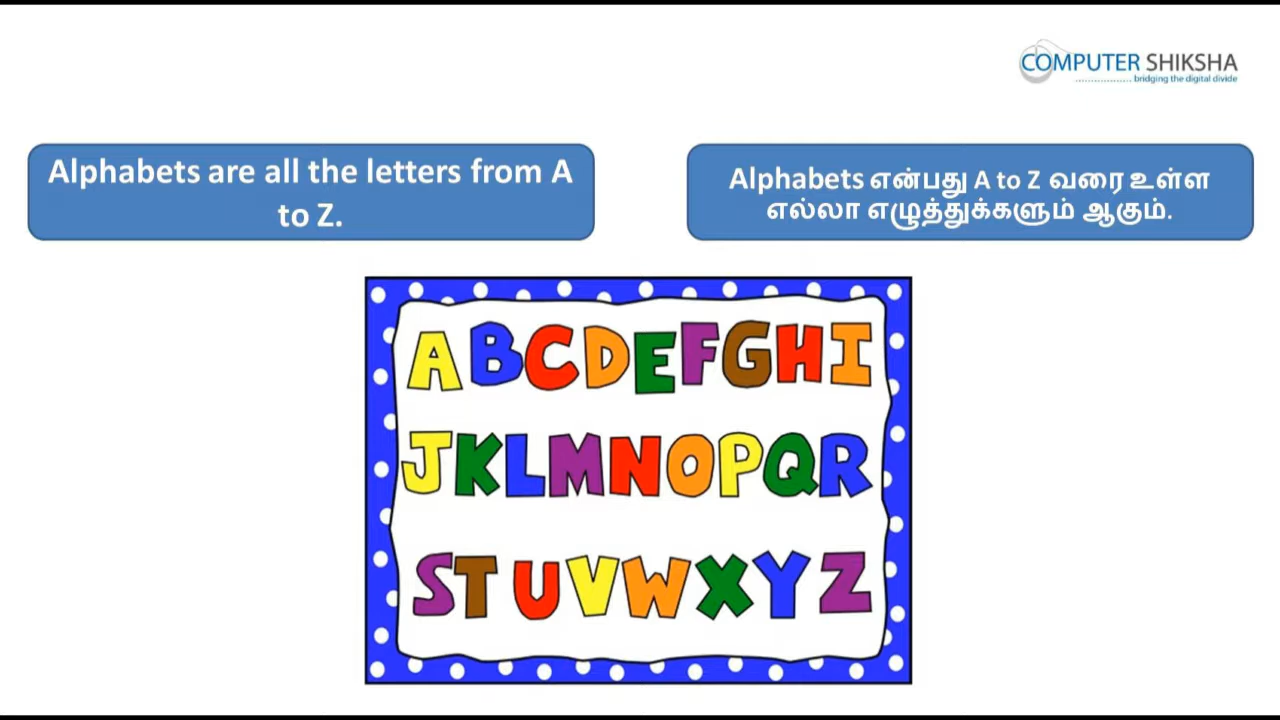 COMPUTER SHIKSHA
bridging the digital divide
Alphabets are all the letters from A
to Z.
Alphabets என்பது A to Z வரை உள்ள
எல்லா எழுத்துக்களும் ஆகும்.
ABCDEFGHI
JKLMNOPQR
STUVWXYZ